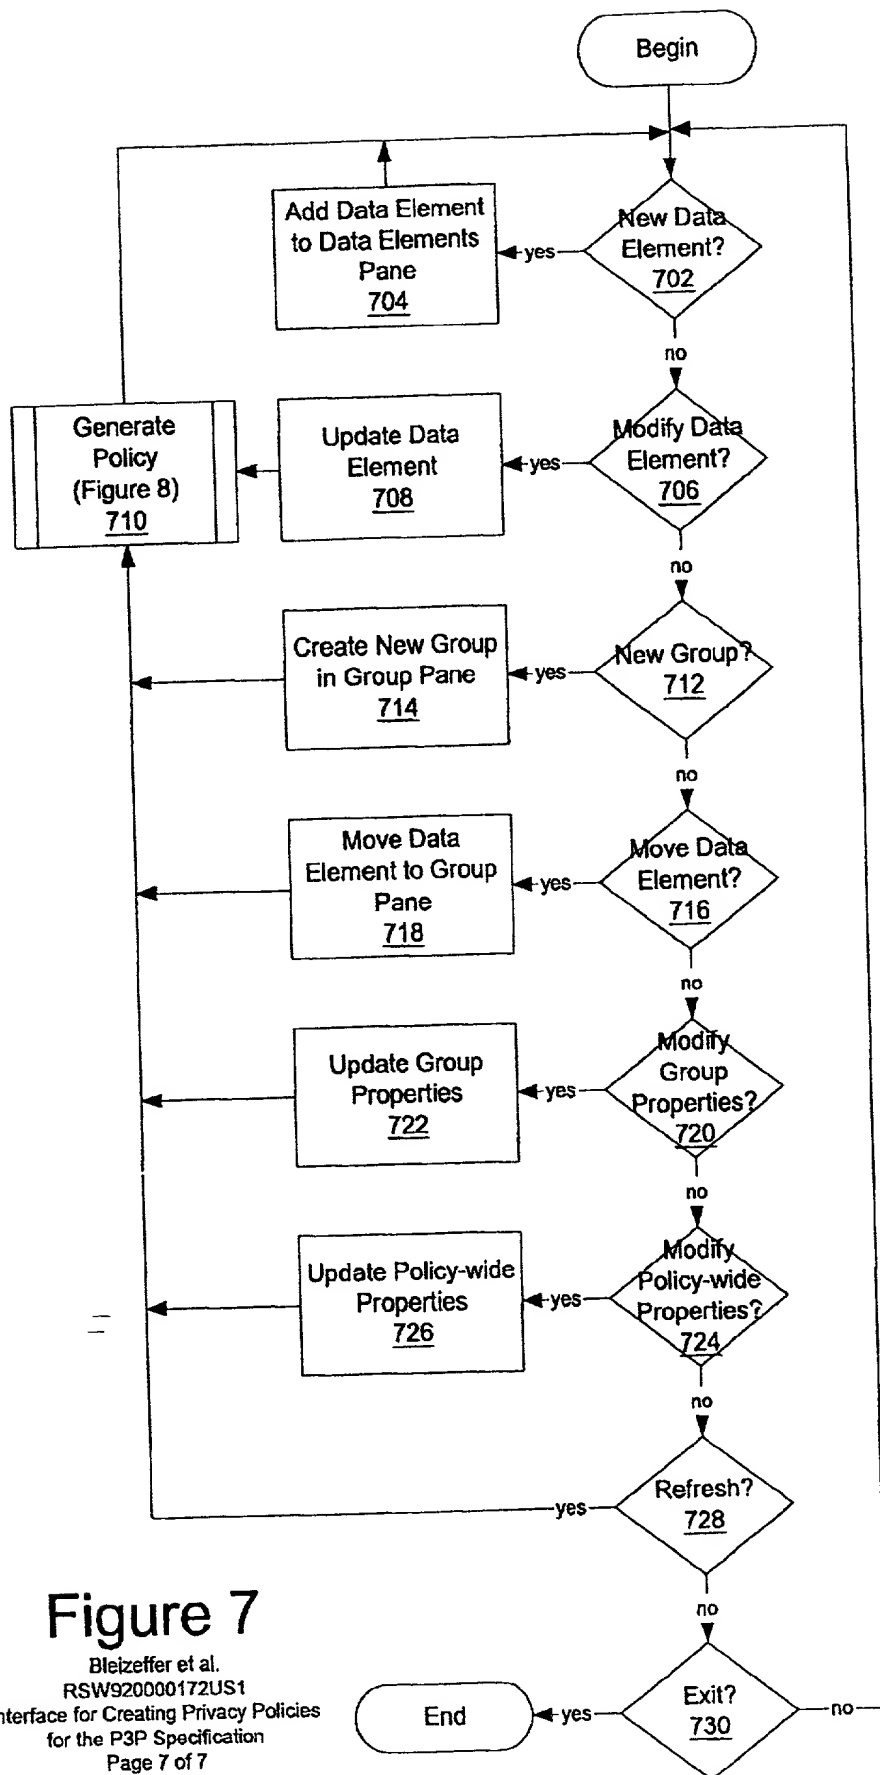 Begin
New Data
Element?
702
yes
Add Data Element
to Data Elements
Pane
704
no
Modify Data
Element?
706
yes
Update Data
Element
708
Generate
Policy
(Figure 8)
710
no
New Group?
712
yes
Create New Group
in Group Pane
714
no
Move Data
Element?
716
yes
Move Data
Element to Group
Pane
718
no
Modify
Group
Properties?
720
yes
Update Group
Properties
722
no
Modify
Policy-wide
Properties?
724
yes
Update Policy-wide
Properties
726
no
Refresh?
728
yes
no
Exit?
730
yes
no
End
Figure 7
Bleizeffer et al.
RSW920000172US1
nterface for Creating Privacy Policies
for the P3P Specification
Page 7 of 7